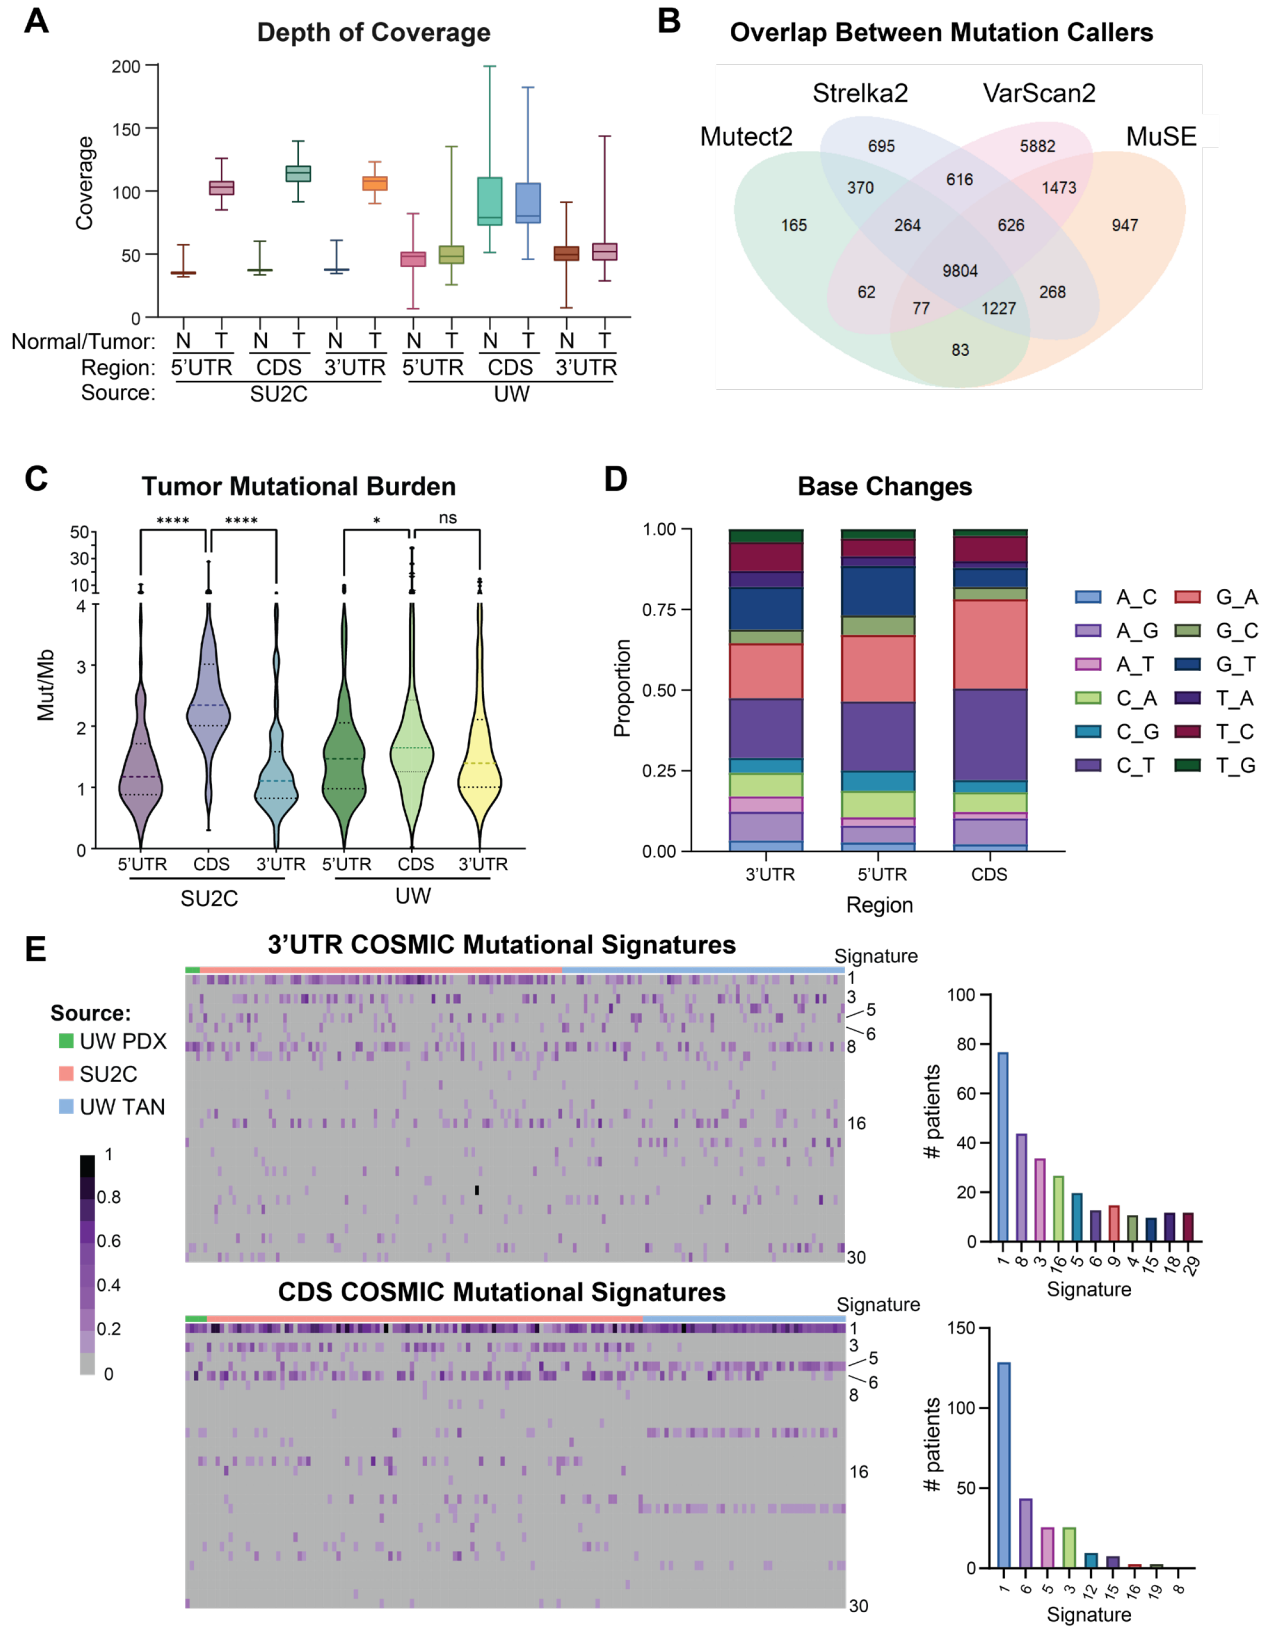 A
Depth of Coverage
Coverage
200
150
100
50
0
Normal/Tumor: N T N T N T N T N T N T
Region: 5'UTR CDS 3'UTR 5'UTR CDS 3'UTR
Source: SU2C UW
B
Overlap Between Mutation Callers
Strelka2 VarScan2
Mutect2 MuSE
695 5882
370 616 1473
165 264 626 947
9804
62 77 1227 268
83
C
Tumor Mutational Burden
**** **** * ns
Mut/Mb
50
30
10
4
3
2
1
0
5'UTR CDS 3'UTR 5'UTR CDS 3'UTR
SU2C UW
D
Base Changes
Proportion
1.00
0.75
0.50
0.25
0.00
3'UTR 5'UTR CDS
Region
A_C G_A
A_G G_C
A_T G_T
C_A T_A
C_G T_C
C_T T_G
E
3'UTR COSMIC Mutational Signatures
Signature
1
3
5
6
8
16
30
Source:
UW PDX
SU2C
UW TAN
1
0.8
0.6
0.4
0.2
0
# patients
100
80
60
40
20
0
1 8 3 16 5 6 9 4 15 18 29
Signature
CDS COSMIC Mutational Signatures
Signature
1
3
5
6
8
16
30
# patients
150
100
50
0
1 6 5 3 12 15 16 19 8
Signature